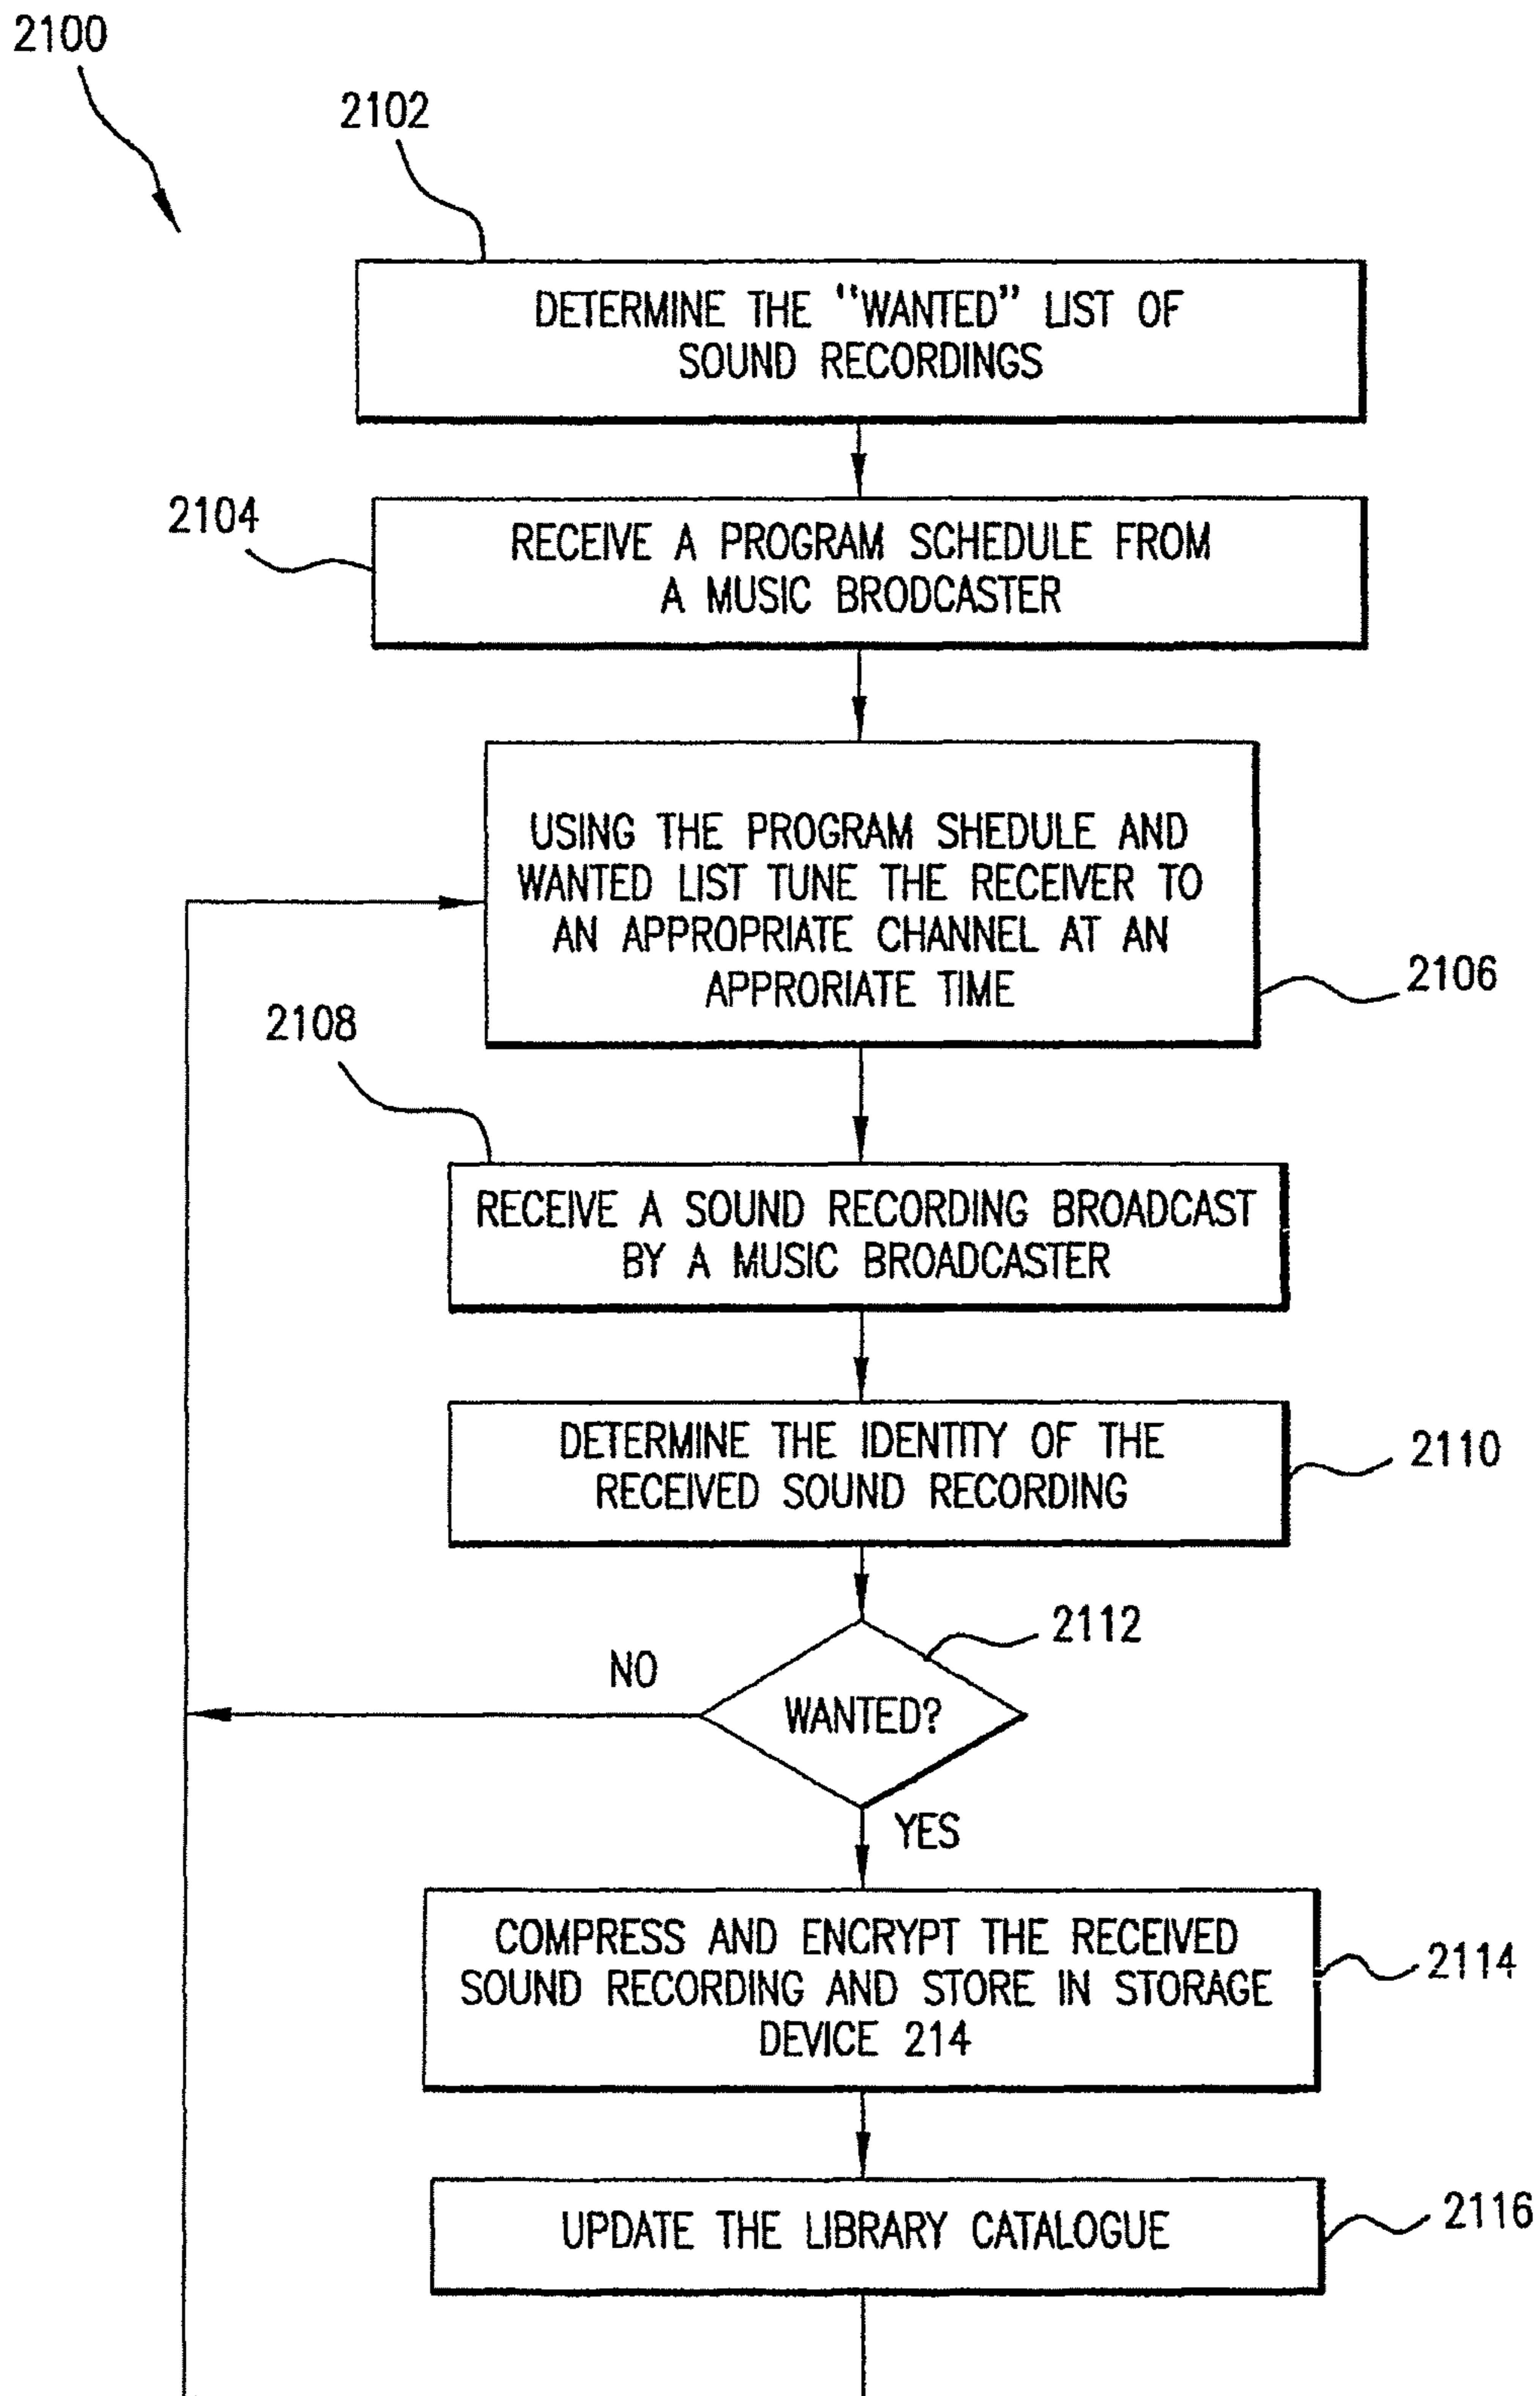 2100
2102
DETERMINE THE "WANTED" LIST OF
SOUND RECORDINGS
2104
RECEIVE A PROGRAM SCHEDULE FROM
A MUSIC BRODCASTER
USING THE PROGRAM SHEDULE AND
WANTED LIST TUNE THE RECEIVER TO
AN APPROPRIATE CHANNEL AT AN
APPRORIATE TIME
2106
2108
RECEIVE A SOUND RECORDING BROADCAST
BY A MUSIC BROADCASTER
DETERMINE THE IDENTITY OF THE
RECEIVED SOUND RECORDING
2110
2112
NO
WANTED?
YES
COMPRESS AND ENCRYPT THE RECEIVED
SOUND RECORDING AND STORE IN STORAGE
DEVICE 214
2114
UPDATE THE LIBRARY CATALOGUE
2116